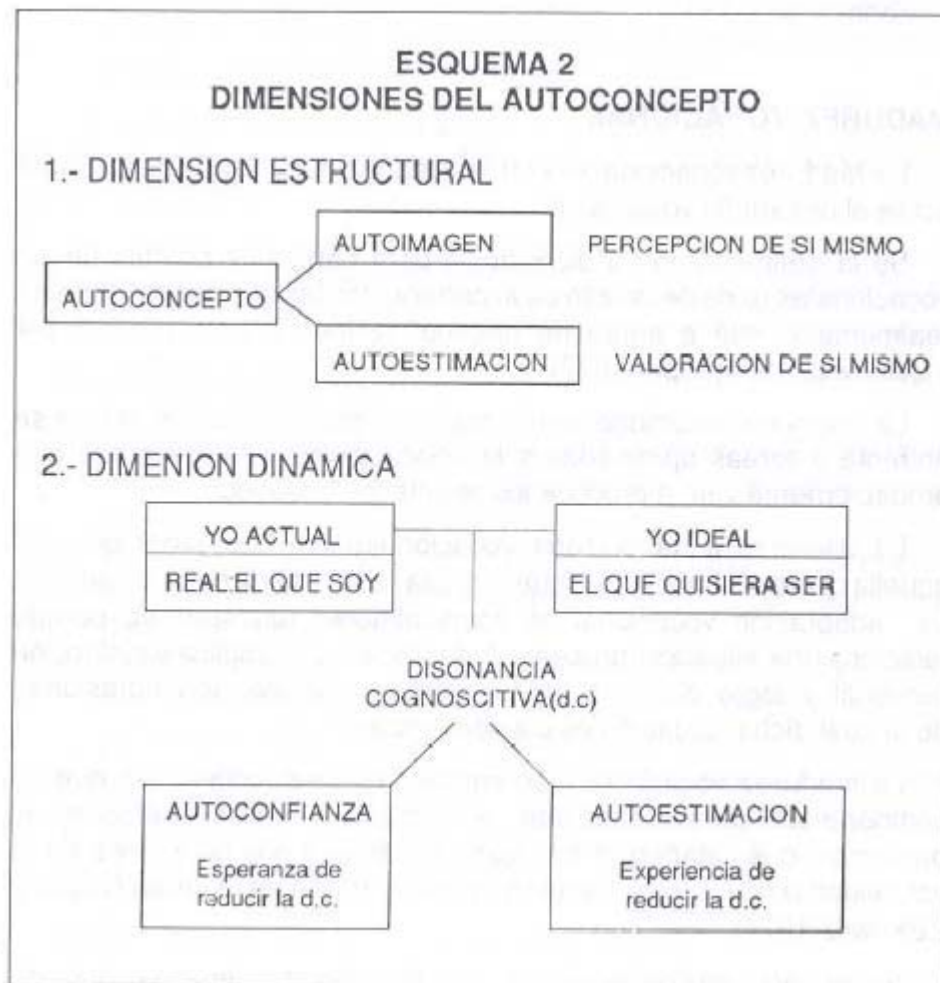 ESQUEMA 2
DIMENSIONES DEL AUTOCONCEPTO
1.- DIMENSION ESTRUCTURAL
AUTOIMAGEN PERCEPCION DE SI MISMO
AUTOCONCEPTO
AUTOESTIMACION VALORACION DE SI MISMO
2.- DIMENION DINAMICA
YO ACTUAL YO IDEAL
REAL EL QUE SOY EL QUE QUISIERA SER
DISONANCIA
COGNOSCITIVA(d.c)
AUTOCONFIANZA AUTOESTIMACION
Esperanza de Experiencia de
reducir la d.c. reducir la d.c.